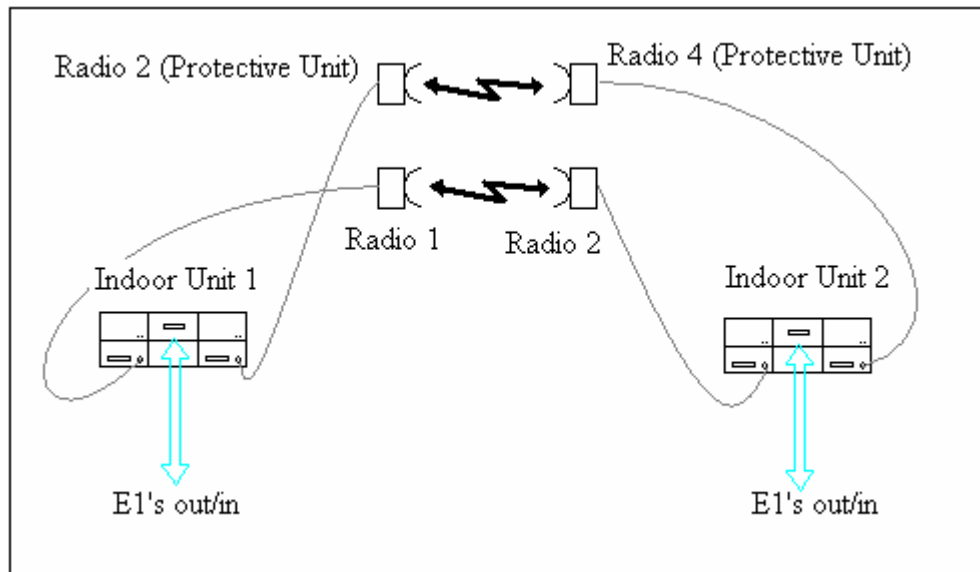 Radio 2 (Protective Unit)
Radio 4 (Protective Unit)
Radio 1
Radio 2
Indoor Unit 1
Indoor Unit 2
E1's out/in
E1's out/in